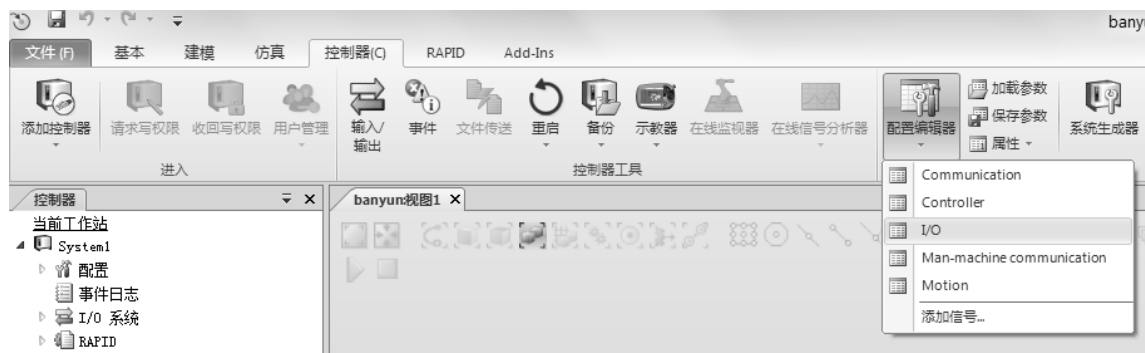 banyu
文件(F) 基本 建模 仿真 控制器(C) RAPID Add-Ins
添加控制器 请求写权限 收回写权限 用户管理 输入/输出 事件 文件传送 重启 备份 示教器 在线监视器 在线信号分析器 配置编辑器 加载参数 保存参数 属性 系统生成器
进入 控制器工具
控制器 banyun:视图1
当前工作站
System1
配置
事件日志
I/O 系统
RAPID
Communication
Controller
I/O
Man-machine communication
Motion
添加信号...